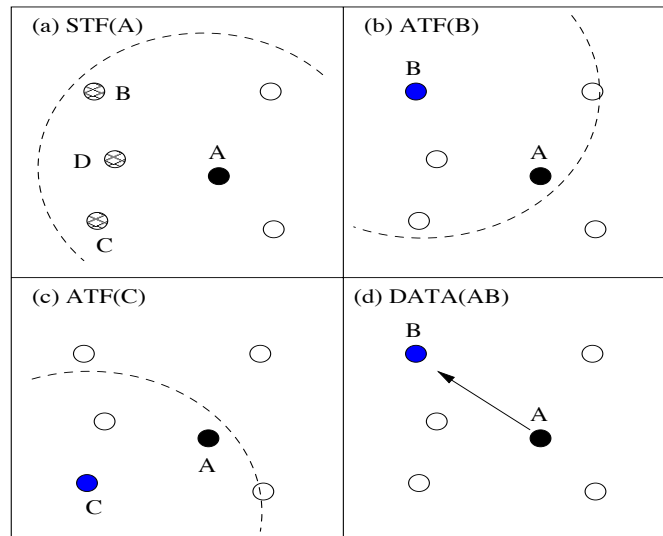 (a) STF(A)
B
D
A
C
(b) ATF(B)
B
A
(c) ATF(C)
A
C
(d) DATA(AB)
B
A